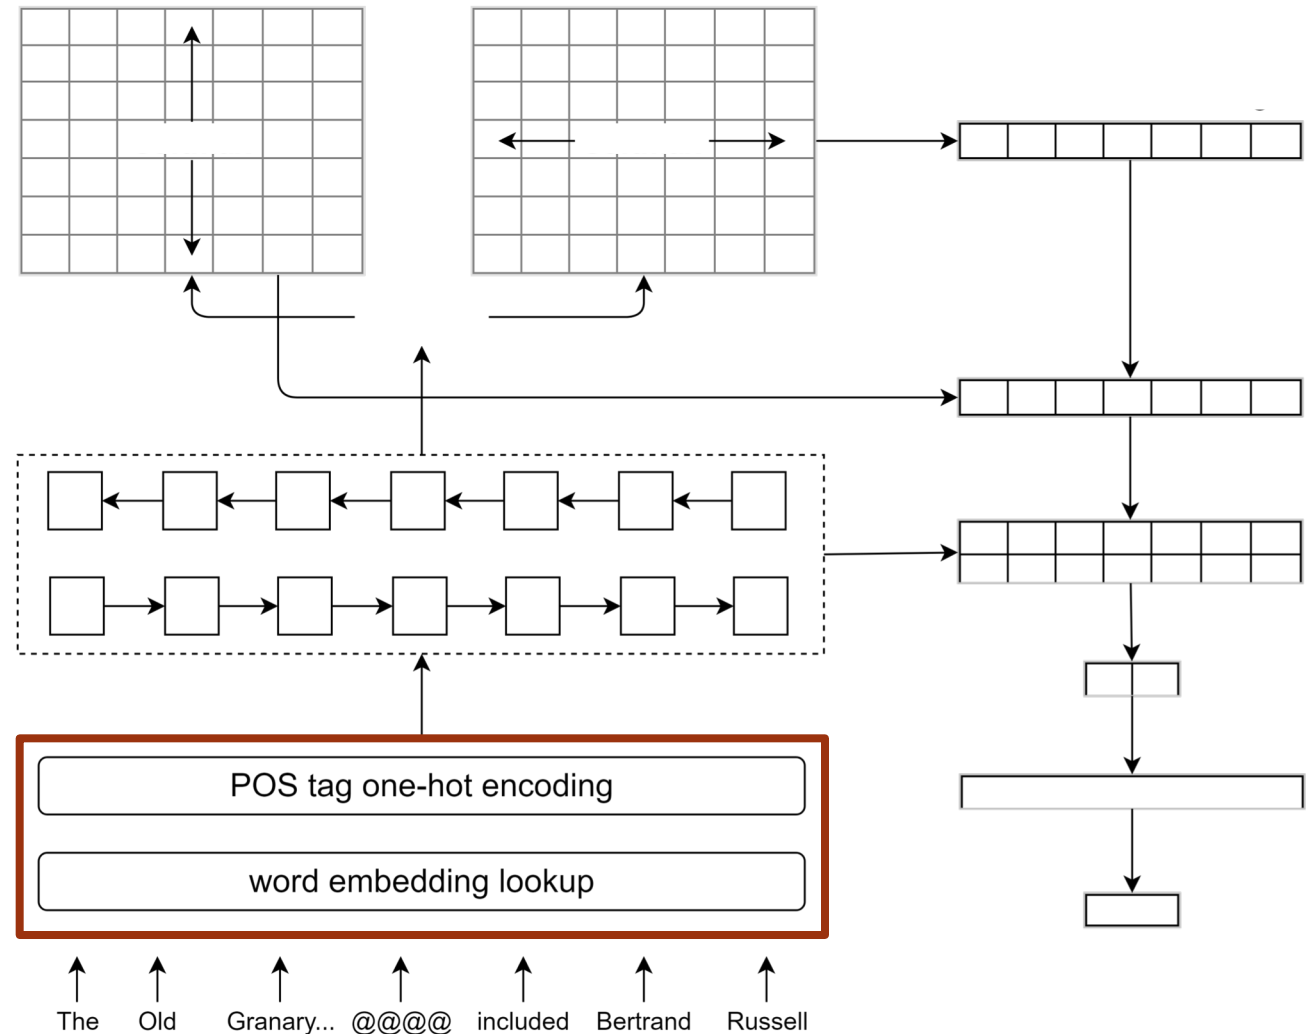 POS tag one-hot encoding
word embedding lookup
The Old Granary... @@@@ included Bertrand Russell